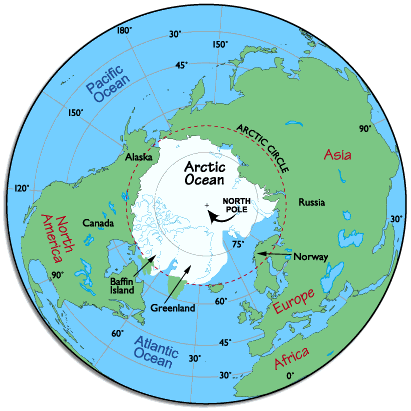 180°
30°
150°
45°
Pacific
Ocean
150°
ARCTIC CIRCLE
90°
Alaska
Asia
Arctic
Ocean
120°
NORTH
POLE
Russia
30°
North
America
Canada
75°
Norway
90°
Baffin
Island
Greenland
60°
Europe
60°
Atlantic
Ocean
45°
Africa
30°
30°
0°